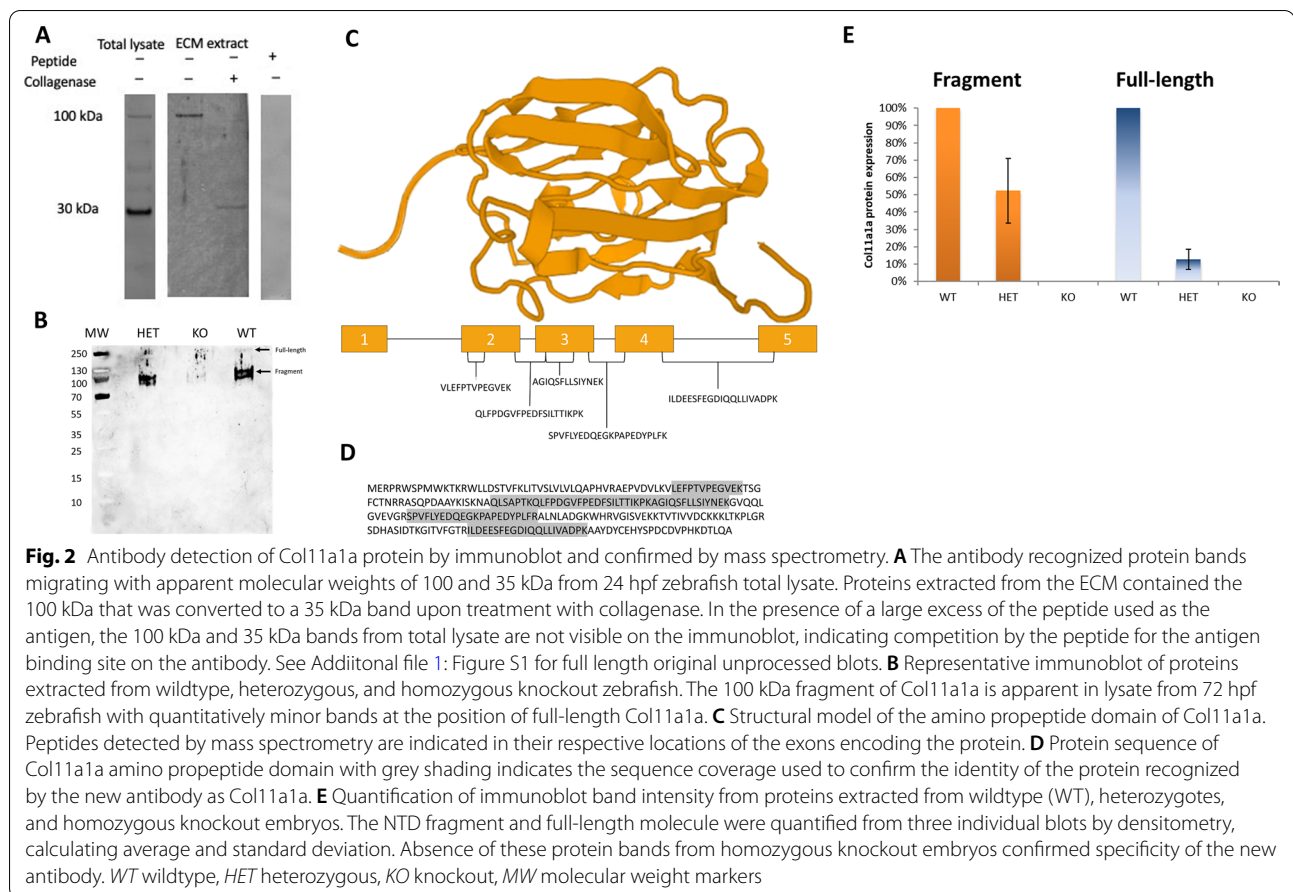 A
Total lysate ECM extract
Peptide − − − +
Collagenase − − + −
100 kDa
30 kDa
B
MW HET KO WT
250
130
100
70
55
35
25
15
10
Full-length
Fragment
C
1 2 3 4 5
VLEFPTVPEGVEK
AGIQSFLLSIYNEK
QLFPDGVFPEDFSILTTIKPK
ILDEESFEGDIQQLLIVADPK
SPVFLYEDQEGKPAPEDYPLFK
D
MERPRWSPMWKTKRWLLDSTVFKLITVSLVLVLQAPHVRAEPVDVLKVLEFPTVPEGVEKTSG
FCTNRRASQPDAAYKISKNAQLSAPTKQLFPDGVFPEDFSILTTIKPKAGIQSFLLSIYNEKGVQQL
GVEVGRSPVFLYEDQEGKPAPEDYPLFRALNLADGKWHRVGISVEKKTVTTVVDCKKKLTKPLGR
SDHASIDTKGITVFGTRILDEESFEGDIQQLLIVADPKAAYDYCEHYSPDCDVPHKDTLQA
E
Fragment Full-length
Col11a1a protein expression
100%
90%
80%
70%
60%
50%
40%
30%
20%
10%
0%
WT HET KO WT HET KO
Fig. 2 Antibody detection of Col11a1a protein by immunoblot and confirmed by mass spectrometry. A The antibody recognized protein bands
migrating with apparent molecular weights of 100 and 35 kDa from 24 hpf zebrafish total lysate. Proteins extracted from the ECM contained the
100 kDa that was converted to a 35 kDa band upon treatment with collagenase. In the presence of a large excess of the peptide used as the
antigen, the 100 kDa and 35 kDa bands from total lysate are not visible on the immunoblot, indicating competition by the peptide for the antigen
binding site on the antibody. See Addiitonal file 1: Figure S1 for full length original unprocessed blots. B Representative immunoblot of proteins
extracted from wildtype, heterozygous, and homozygous knockout zebrafish. The 100 kDa fragment of Col11a1a is apparent in lysate from 72 hpf
zebrafish with quantitatively minor bands at the position of full-length Col11a1a. C Structural model of the amino propeptide domain of Col11a1a.
Peptides detected by mass spectrometry are indicated in their respective locations of the exons encoding the protein. D Protein sequence of
Col11a1a amino propeptide domain with grey shading indicates the sequence coverage used to confirm the identity of the protein recognized
by the new antibody as Col11a1a. E Quantification of immunoblot band intensity from proteins extracted from wildtype (WT), heterozygotes,
and homozygous knockout embryos. The NTD fragment and full-length molecule were quantified from three individual blots by densitometry,
calculating average and standard deviation. Absence of these protein bands from homozygous knockout embryos confirmed specificity of the new
antibody. WT wildtype, HET heterozygous, KO knockout, MW molecular weight markers